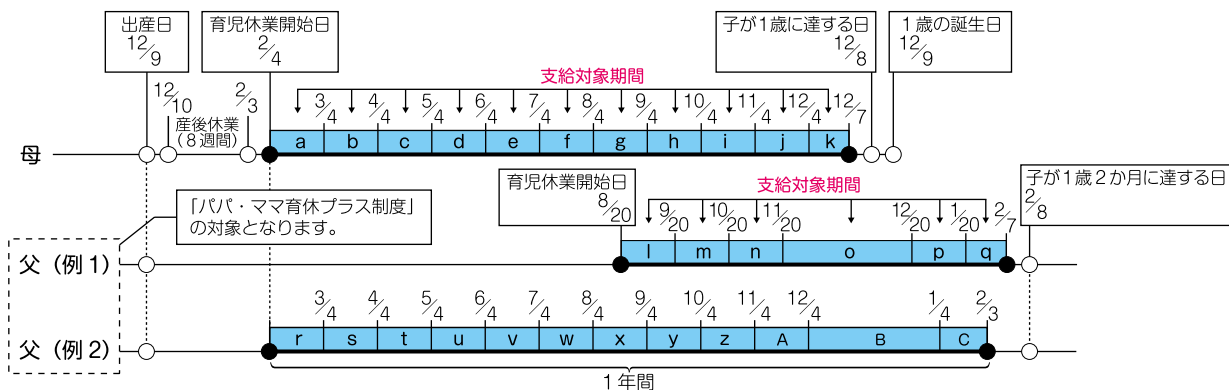 出産日
12/9
育児休業開始日
2/4
子が1歳に達する日
12/8
1歳の誕生日
12/9
支給対象期間
12/10
2/3
産後休業
(8週間)
3/4 4/4 5/4 6/4 7/4 8/4 9/4 10/4 11/4 12/4 12/7
a b c d e f g h i j k
母
育児休業開始日
8/20
支給対象期間
子が1歳2か月に達する日
2/8
「パパ・ママ育休プラス制度」
の対象となります。
9/20 10/20 11/20 12/20 1/20 2/7
l m n o p q
父(例1)
3/4 4/4 5/4 6/4 7/4 8/4 9/4 10/4 11/4 12/4 1/4 2/3
r s t u v w x y z A B C
父(例2)
1年間